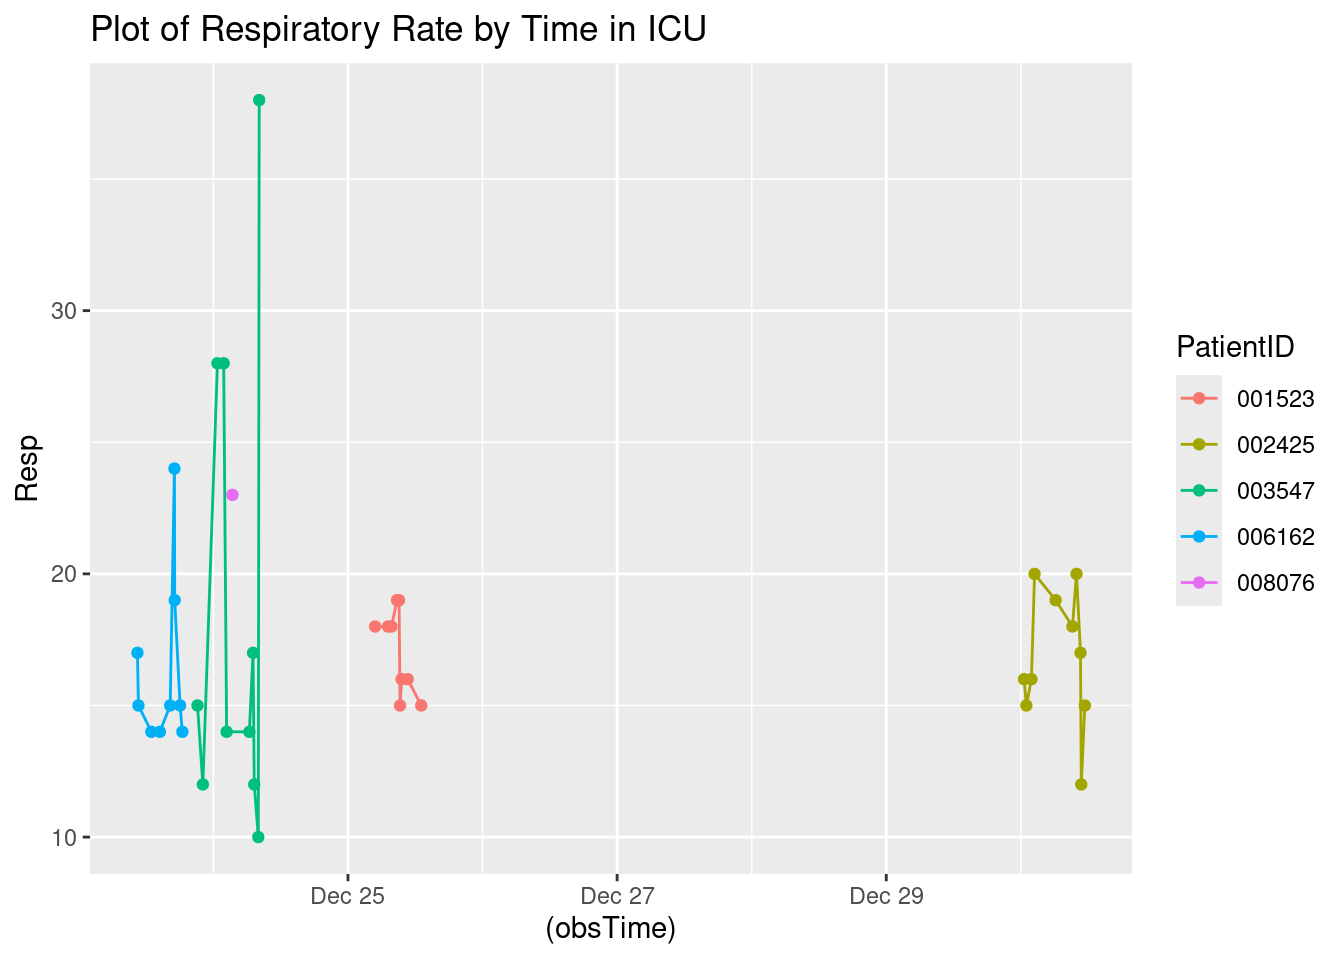 Plot of Respiratory Rate by Time in ICU
Resp
30
20
10
Dec 25
Dec 27
Dec 29
(obsTime)
PatientID
001523
002425
003547
006162
008076